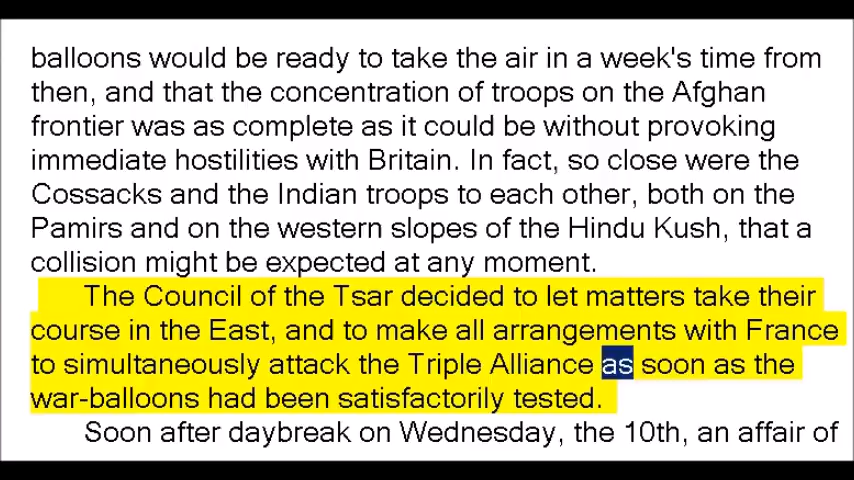 balloons would be ready to take the air in a week's time from
then, and that the concentration of troops on the Afghan
frontier was as complete as it could be without provoking
immediate hostilities with Britain. In fact, so close were the
Cossacks and the Indian troops to each other, both on the
Pamirs and on the western slopes of the Hindu Kush, that a
collision might be expected at any moment.
The Council of the Tsar decided to let matters take their
course in the East, and to make all arrangements with France
to simultaneously attack the Triple Alliance as soon as the
war-balloons had been satisfactorily tested.
Soon after daybreak on Wednesday, the 10th, an affair of